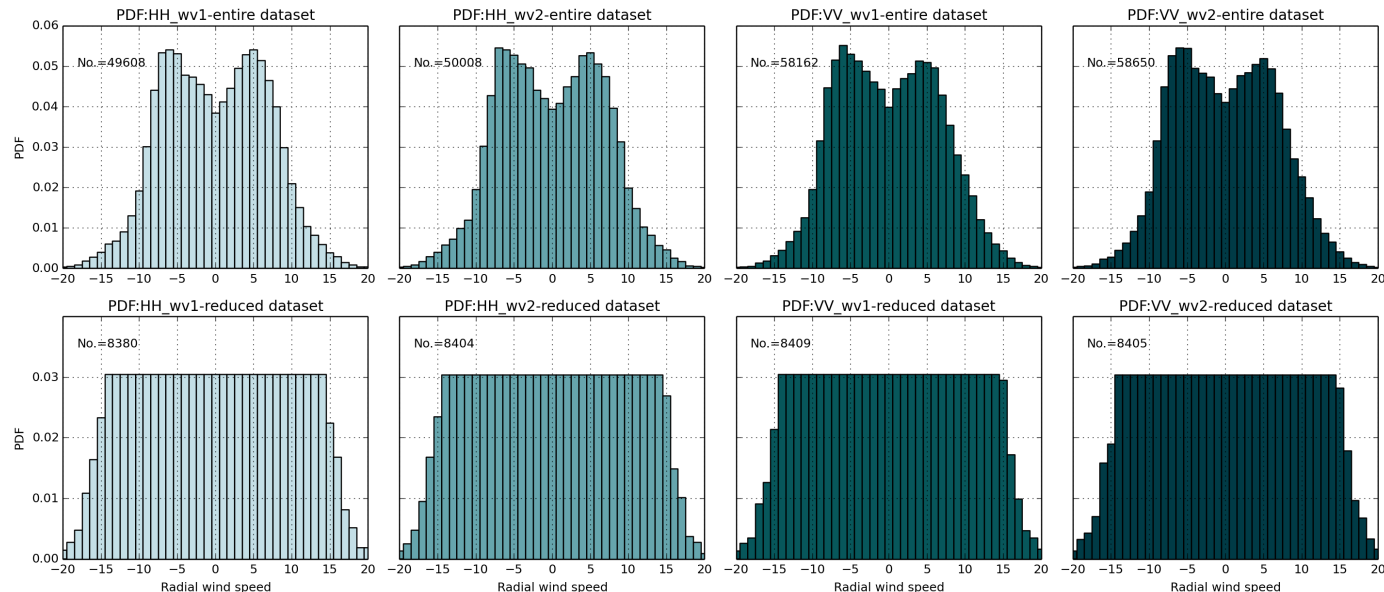 PDF:HH_wv1-entire dataset PDF:HH_wv2-entire dataset PDF:VV_wv1-entire dataset PDF:VV_wv2-entire dataset
0.06
No.=49608 No.=50008 No.=58162 No.=58650
0.05
0.04
PDF
0.03
0.02
0.01
0.00
−20 −15 −10 −5 0 5 10 15 20 −20 −15 −10 −5 0 5 10 15 20 −20 −15 −10 −5 0 5 10 15 20 −20 −15 −10 −5 0 5 10 15 20
PDF:HH_wv1-reduced dataset PDF:HH_wv2-reduced dataset PDF:VV_wv1-reduced dataset PDF:VV_wv2-reduced dataset
No.=8380 No.=8404 No.=8409 No.=8405
0.03
PDF
0.02
0.01
0.00
−20 −15 −10 −5 0 5 10 15 20 −20 −15 −10 −5 0 5 10 15 20 −20 −15 −10 −5 0 5 10 15 20 −20 −15 −10 −5 0 5 10 15 20
Radial wind speed Radial wind speed Radial wind speed Radial wind speed